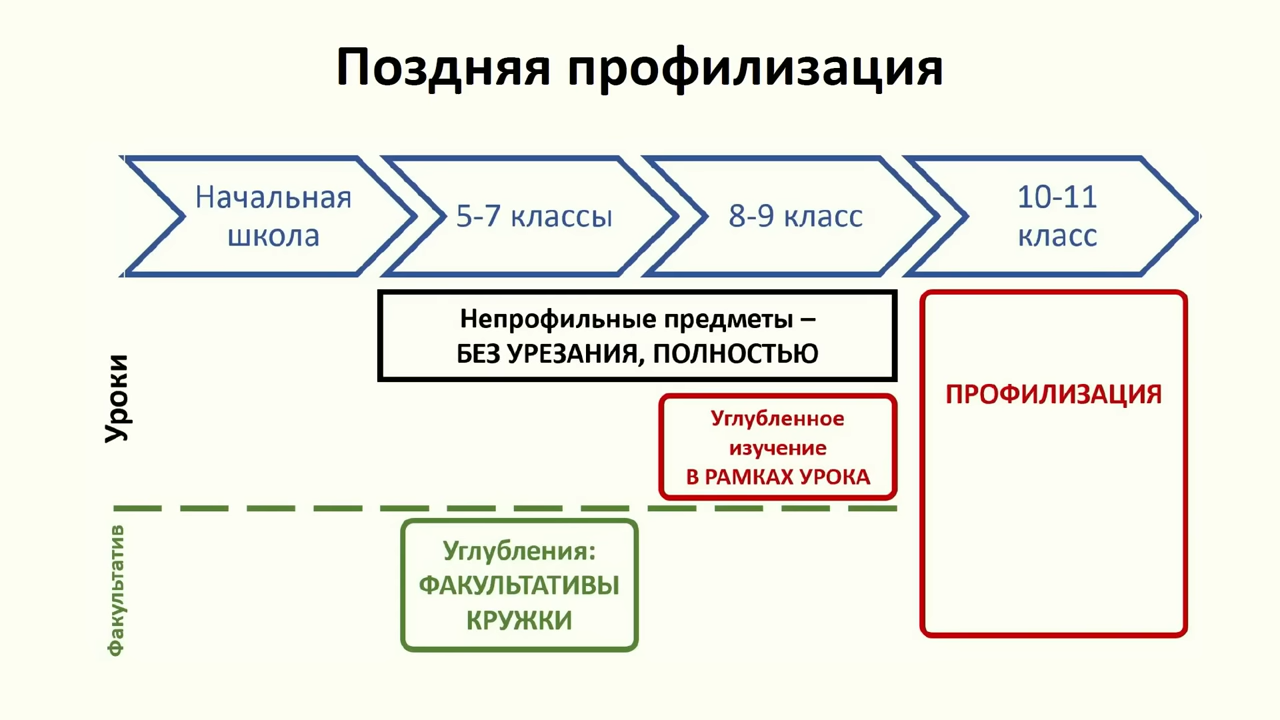 Поздняя профилизация
Начальная
школа
5-7 классы
8-9 класс
10-11
класс
Уроки
Непрофильные предметы –
БЕЗ УРЕЗАНИЯ, ПОЛНОСТЬЮ
Углубленное
изучение
В РАМКАХ УРОКА
ПРОФИЛИЗАЦИЯ
Факультатив
Углубления:
ФАКУЛЬТАТИВЫ
КРУЖКИ